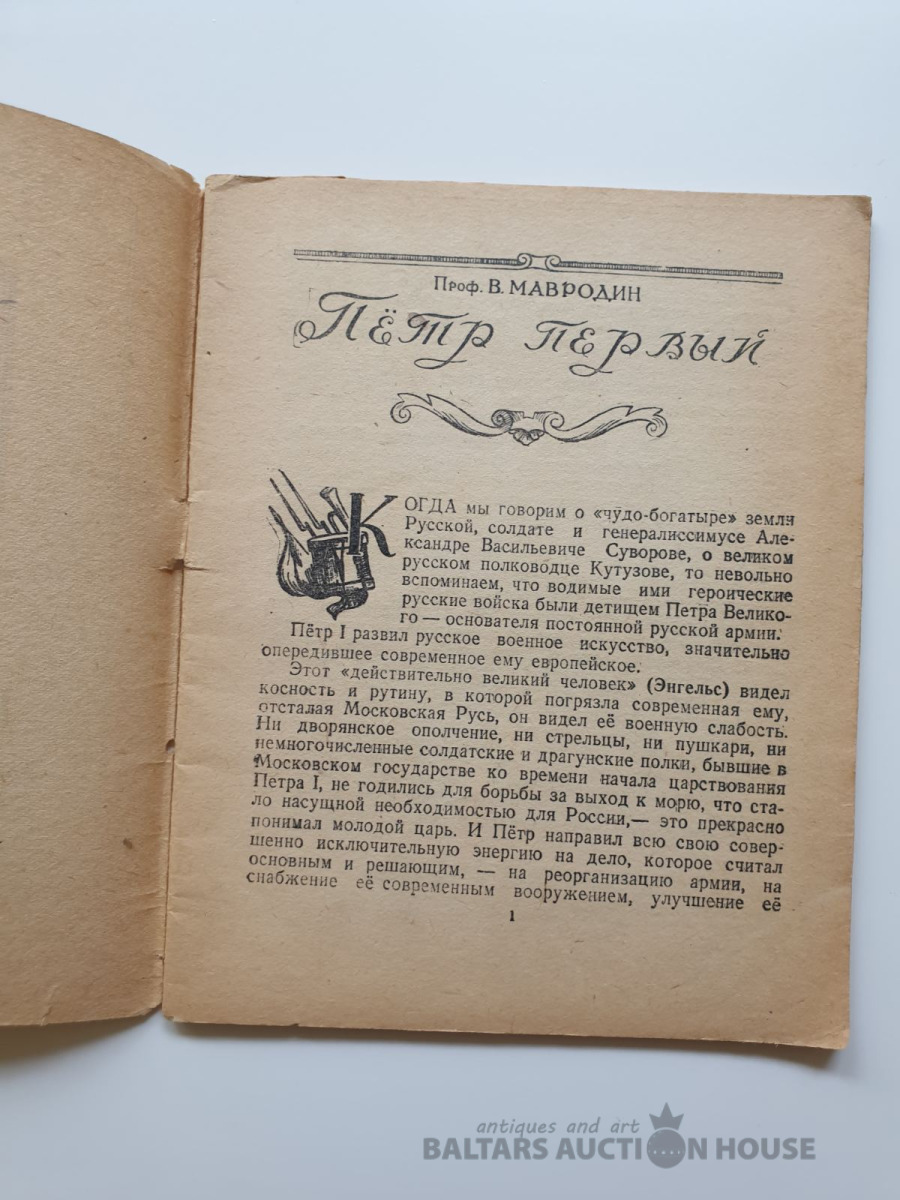 Проф. В. МАВРОДИН
ПЁТР ПЕРВЫЙ
КОГДА мы говорим о «чудо-богатыре» земли
Русской, солдате и генералиссимусе Але-
ксандре Васильевиче Суворове, о великом
русском полководце Кутузове, то невольно
вспоминаем, что водимые ими героические
русские войска были детищем Петра Велико-
го — основателя постоянной русской армии.
Пётр I развил русское военное искусство, значительно
опередившее современное ему европейское.
Этот «действительно великий человек» (Энгельс) видел
косность и рутину, в которой погрязла современная ему,
отсталая Московская Русь, он видел её военную слабость.
Ни дворянское ополчение, ни стрельцы, ни пушкари, ни
немногочисленные солдатские и драгунские полки, бывшие в
Московском государстве ко времени начала царствования
Петра I, не годились для борьбы за выход к морю, что ста-
ло насущной необходимостью для России,— это прекрасно
понимал молодой царь. И Пётр направил всю свою совер-
шенно исключительную энергию на дело, которое считал
основным и решающим, — на реорганизацию армии, на
снабжение её современным вооружением, улучшение её
1
antiques and art
BALTARS AUCTION HOUSE